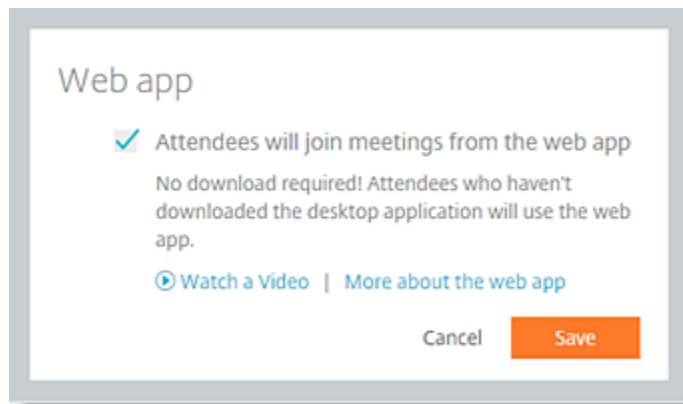 Web app
Attendees will join meetings from the web app
No download required! Attendees who haven't
downloaded the desktop application will use the web
app.
Watch a Video | More about the web app
Cancel Save